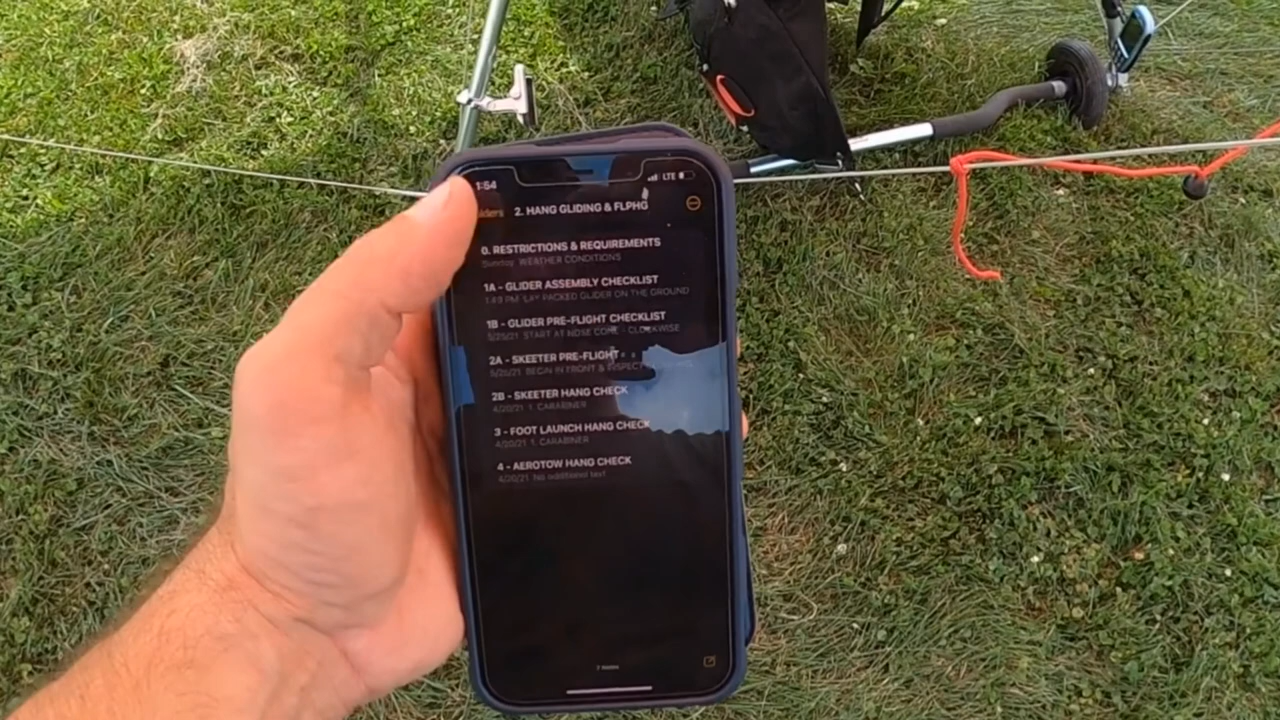 1:54 LTE
2. HANG GLIDING & FLPHG
0. RESTRICTIONS & REQUIREMENTS
Sunday WEATHER CONDITIONS
1A - GLIDER ASSEMBLY CHECKLIST
1:49 PM LAY PACKED GLIDER ON THE GROUND
1B - GLIDER PRE-FLIGHT CHECKLIST
5/25/21 START AT NOSE CONE - CLOCKWISE
2A - SKEETER PRE-FLIGHT
5/20/21 BEGIN IN FRONT & INSPECT
2B - SKEETER HANG CHECK
4/20/21 1. CARABINER
3 - FOOT LAUNCH HANG CHECK
4/20/21 1. CARABINER
4 - AEROTOW HANG CHECK
4/20/21 No additional text
7 Notes